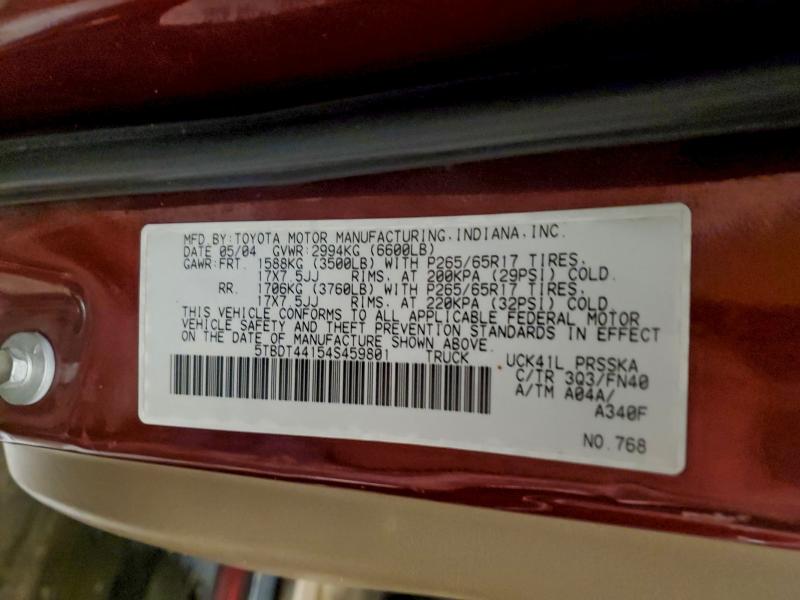 MFD. BY: TOYOTA MOTOR MANUFACTURING, INDIANA, INC.
DATE 05/04 GVWR: 2994KG (6600LB)
GAWR: FRT. 1588KG (3500LB) WITH P265/65R17 TIRES,
17X7.5JJ RIMS, AT 200KPA (29PSI) COLD.
RR. 1706KG (3760LB) WITH P265/65R17 TIRES,
17X7.5JJ RIMS, AT 220KPA (32PSI) COLD
THIS VEHICLE CONFORMS TO ALL APPLICABLE FEDERAL MOTOR
VEHICLE SAFETY AND THEFT PREVENTION STANDARDS IN EFFECT
ON THE DATE OF MANUFACTURE SHOWN ABOVE.
5TBDT44154S459801 TRUCK UCK41L PRSSKA
C/TR 3Q3/FN40
A/TM A04A/
A340F
NO. 768